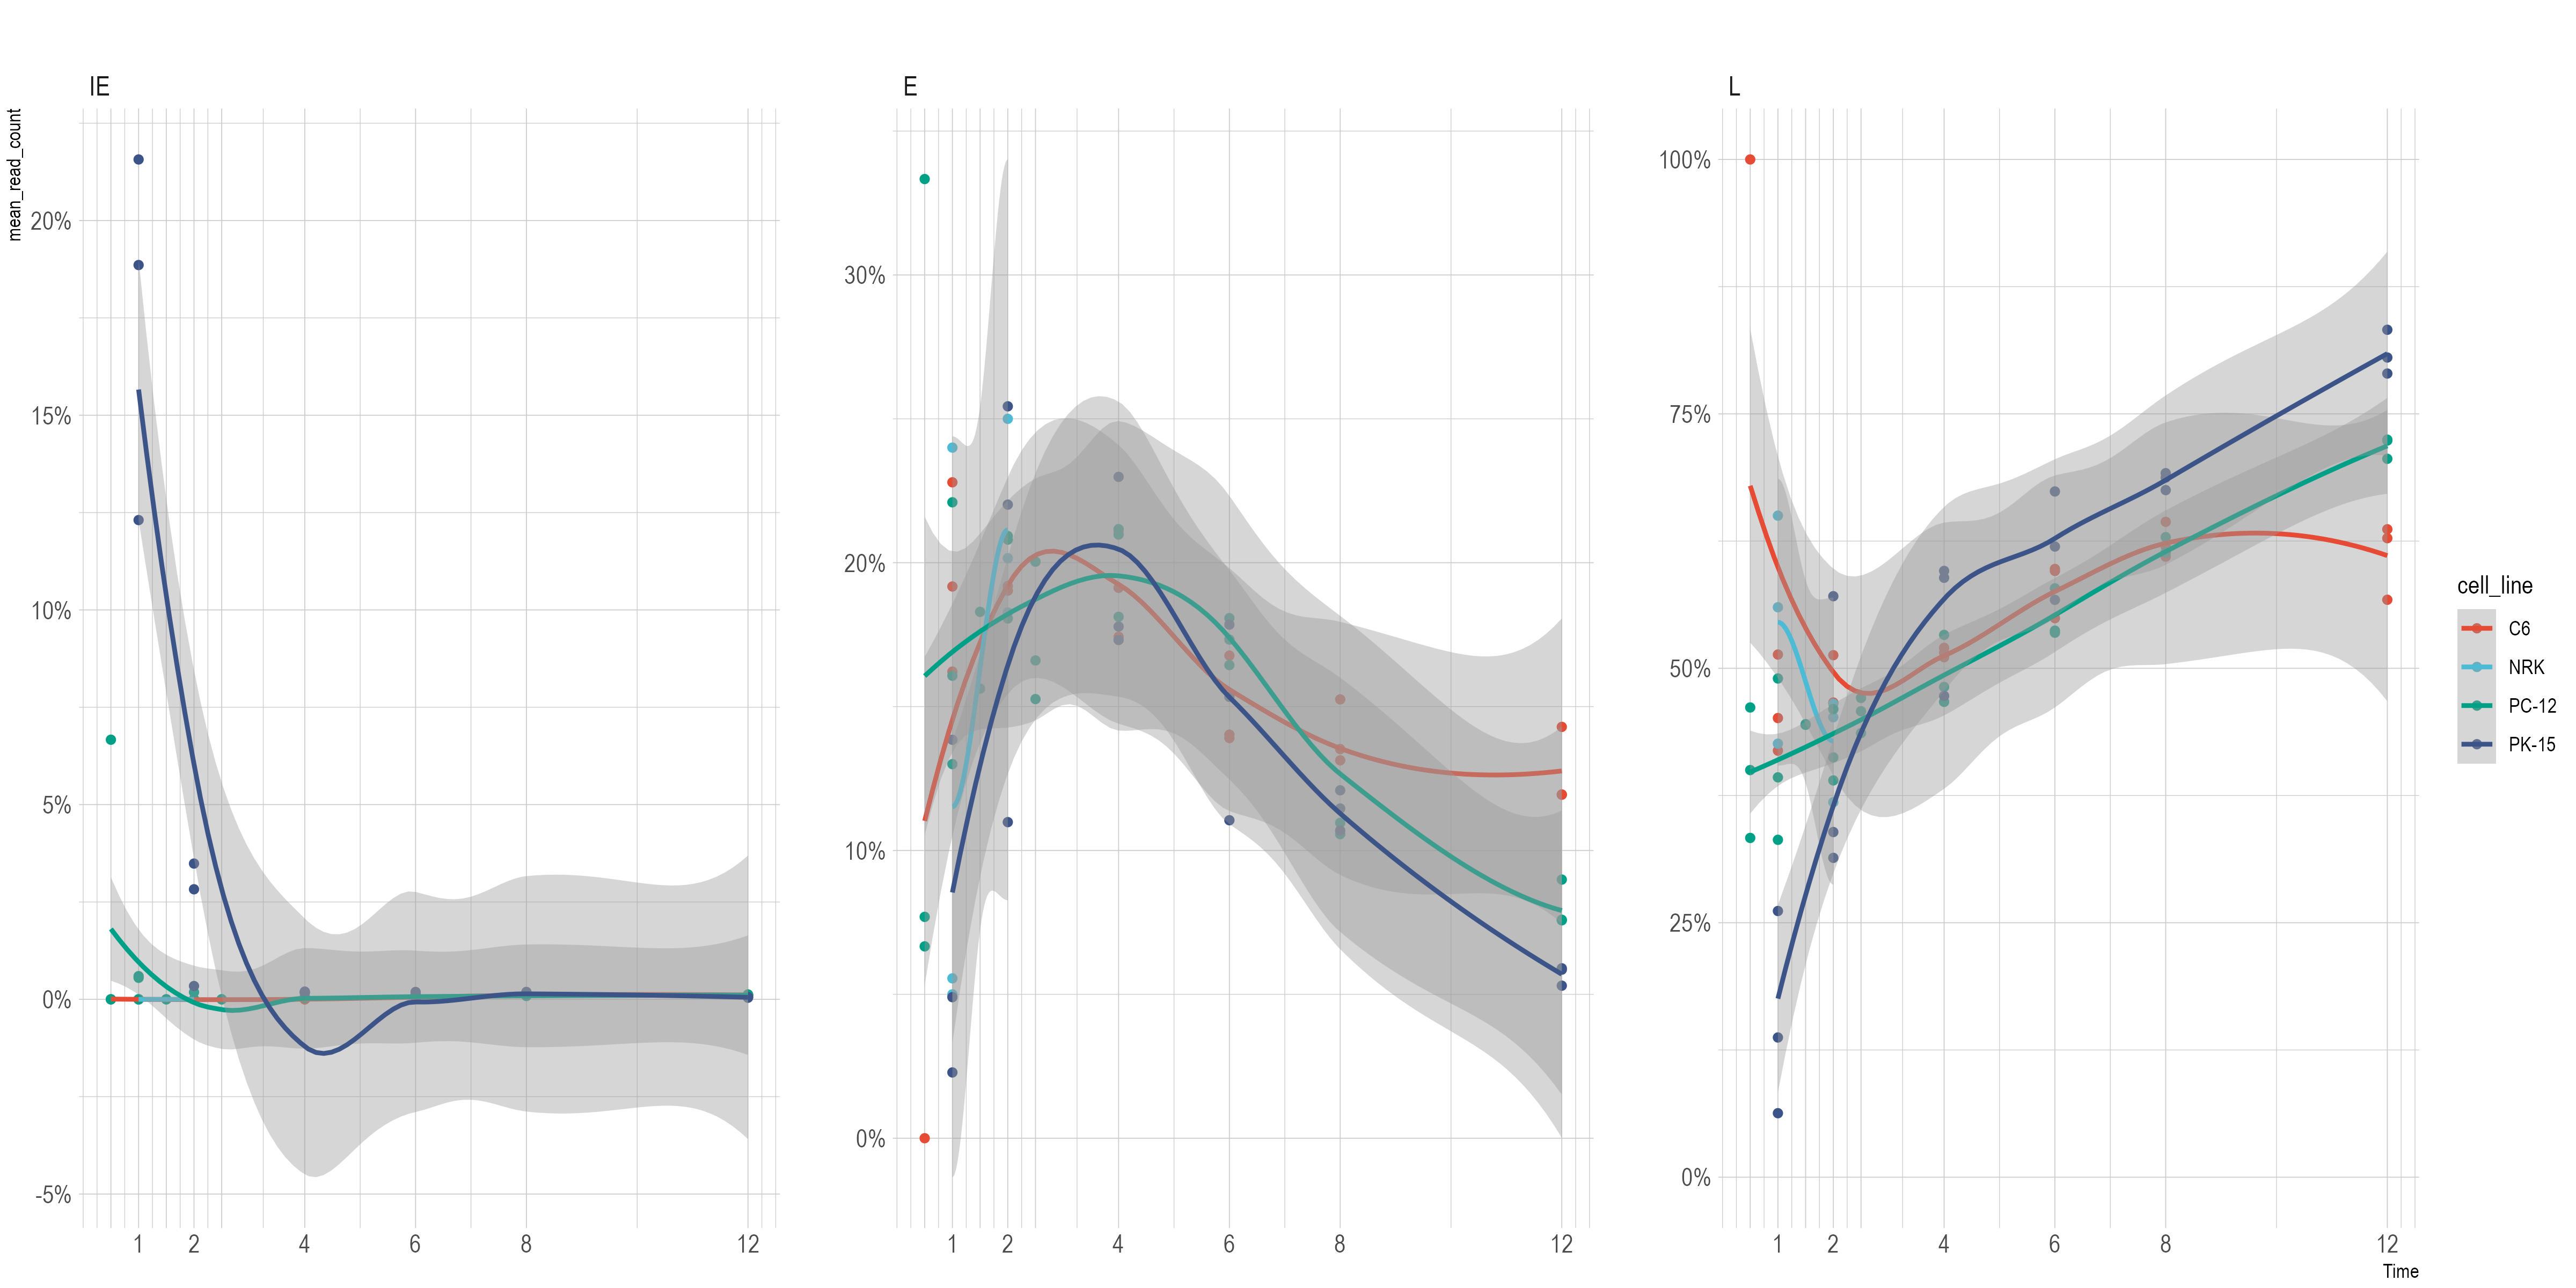 IE
E
L
mean_read_count
20%
15%
10%
5%
0%
-5%
30%
20%
10%
0%
100%
75%
50%
25%
0%
1 2 4 6 8 12
1 2 4 6 8 12
1 2 4 6 8 12
Time
cell_line
C6
NRK
PC-12
PK-15